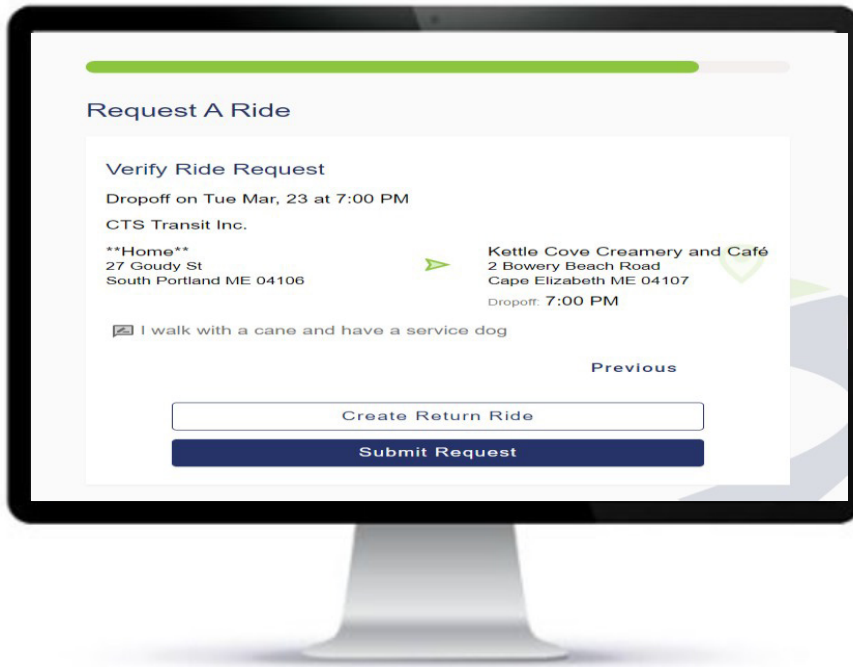 Request A Ride
Verify Ride Request
Dropoff on Tue Mar, 23 at 7:00 PM
CTS Transit Inc.
**Home**
27 Goudy St
South Portland ME 04106
Kettle Cove Creamery and Café
2 Bowery Beach Road
Cape Elizabeth ME 04107
Dropoff: 7:00 PM
I walk with a cane and have a service dog
Previous
Create Return Ride
Submit Request